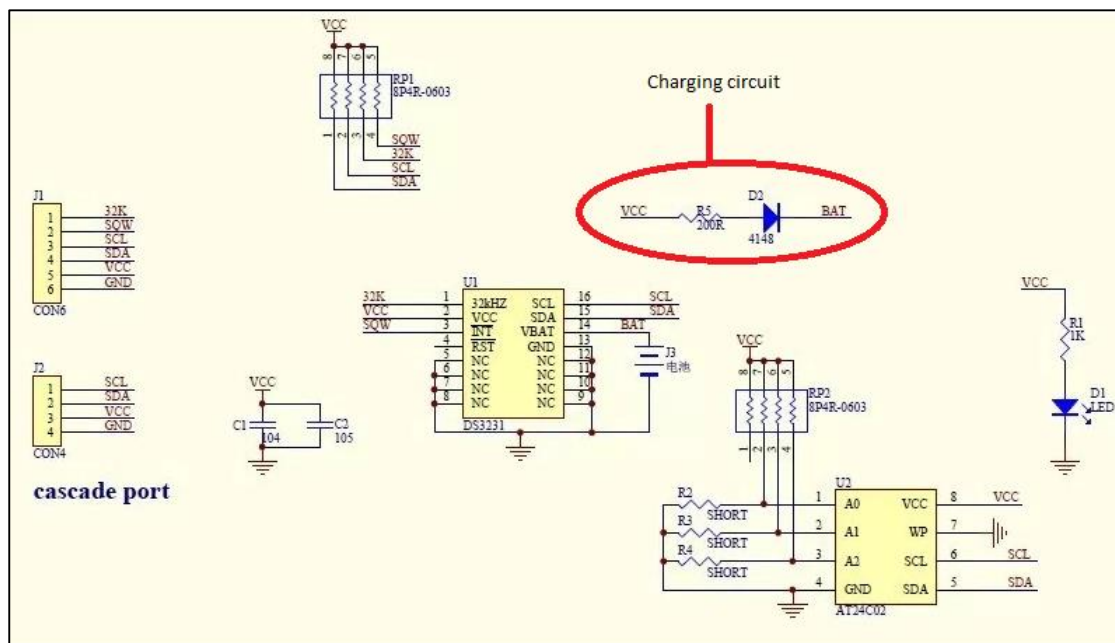 VCC
8
7
6
5
RP1
8P4R-0603
1
2
3
4
SQW
32K
SCL
SDA
Charging circuit
VCC
R5
200R
D2
4148
BAT
J1
1
32K
2
SQW
3
SCL
4
SDA
5
VCC
6
GND
CON6
J2
1
SCL
2
SDA
3
VCC
4
GND
CON4
cascade port
VCC
C1
104
C2
105
U1
32K
1
32kHZ
SCL
16
SCL
VCC
2
VCC
SDA
15
SDA
SQW
3
INT
VBAT
14
BAT
4
RST
GND
13
5
NC
NC
12
6
NC
NC
11
7
NC
NC
10
8
NC
NC
9
DS3231
J3
电池
VCC
8
7
6
5
RP2
8P4R-0603
1
2
3
4
VCC
R1
1K
D1
LED
R2
SHORT
R3
SHORT
R4
SHORT
U2
1
A0
VCC
8
VCC
2
A1
WP
7
3
A2
SCL
6
SCL
4
GND
SDA
5
SDA
AT24C02